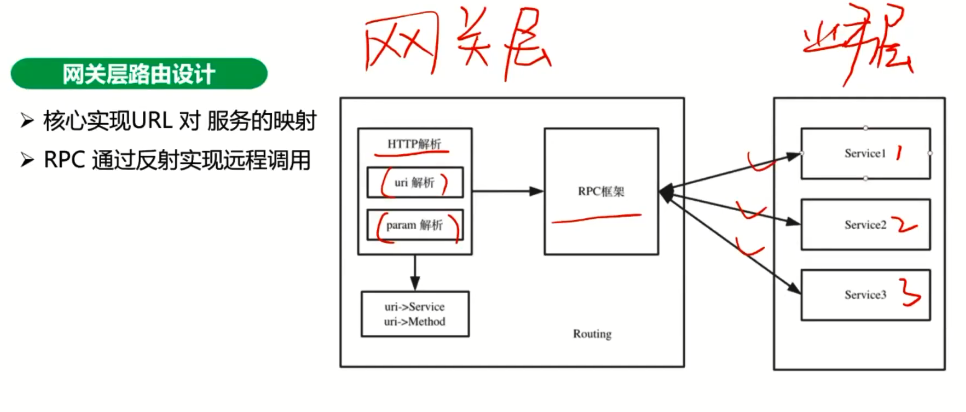 网关层 业务层
网关层路由设计
核心实现URL 对 服务的映射
RPC 通过反射实现远程调用
HTTP解析
(uri 解析)
(param 解析)
uri->Service
uri->Method
RPC框架
Routing
Service1 1
Service2 2
Service3 3